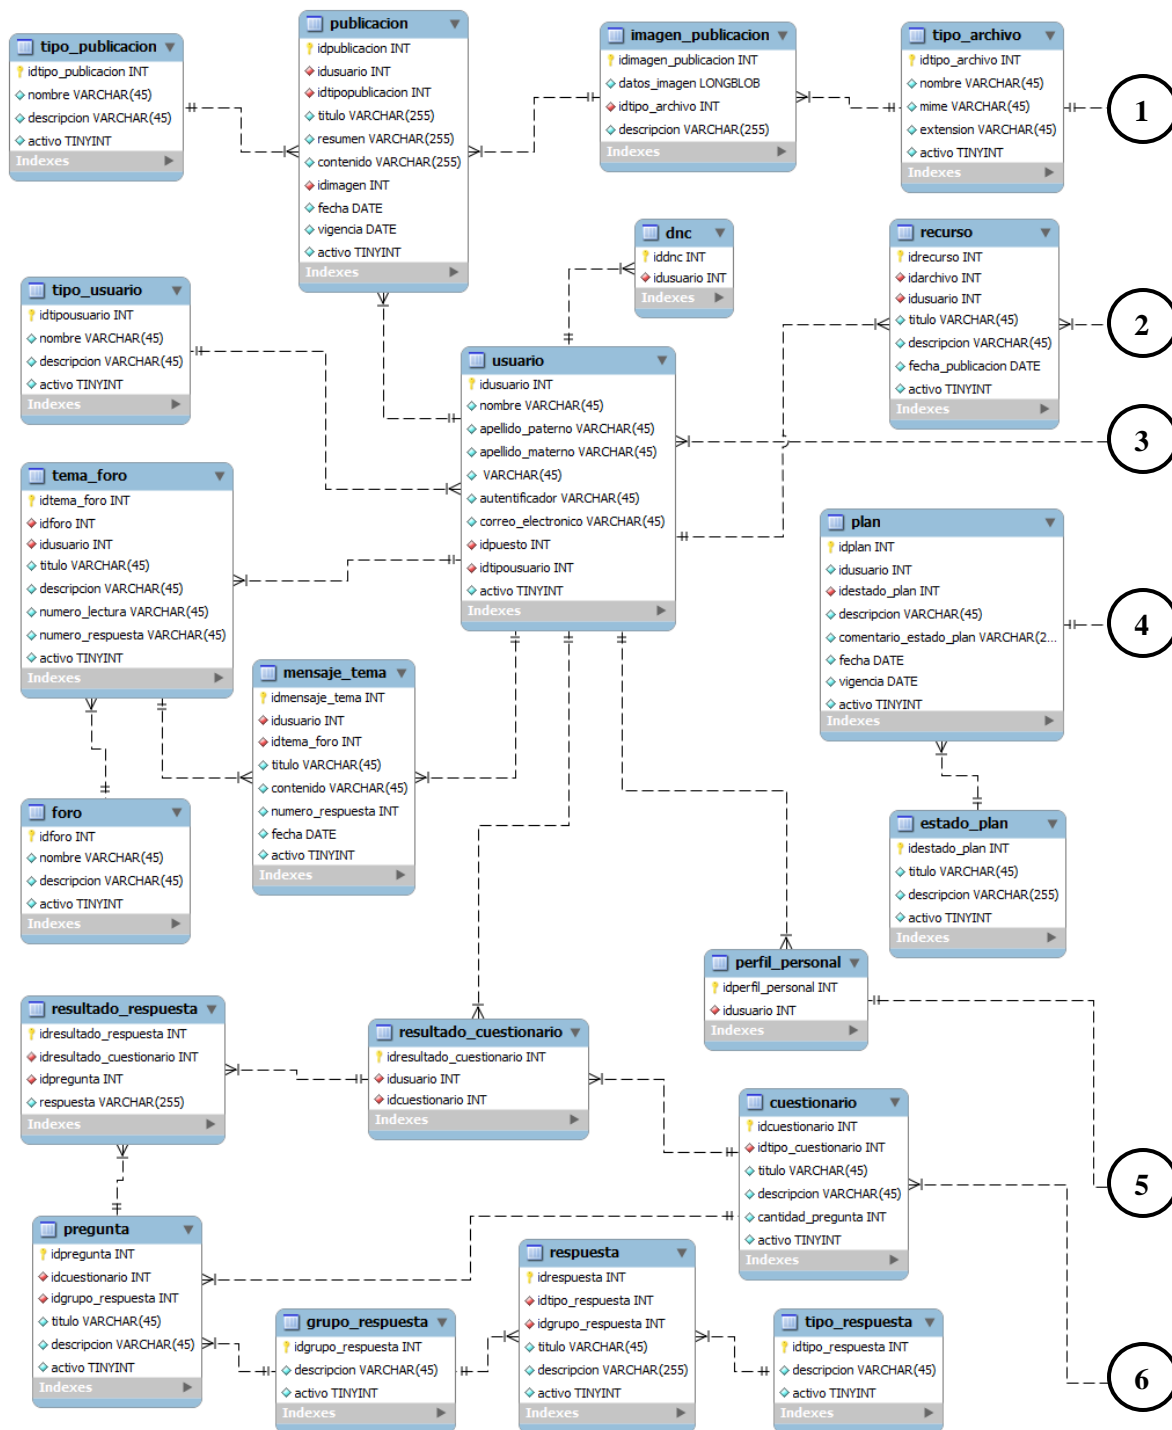 tipo_publicacion
idtipo_publicacion INT
nombre VARCHAR(45)
descripcion VARCHAR(45)
activo TINYINT
Indexes
publicacion
idpublicacion INT
idusuario INT
idtipopublicacion INT
titulo VARCHAR(255)
resumen VARCHAR(255)
contenido VARCHAR(255)
idimagen INT
fecha DATE
vigencia DATE
activo TINYINT
Indexes
imagen_publicacion
idimagen_publicacion INT
datos_imagen LONGBLOB
idtipo_archivo INT
descripcion VARCHAR(255)
Indexes
tipo_archivo
idtipo_archivo INT
nombre VARCHAR(45)
mime VARCHAR(45)
extension VARCHAR(45)
activo TINYINT
Indexes
1
dnc
iddnc INT
idusuario INT
Indexes
recurso
idrecurso INT
idarchivo INT
idusuario INT
titulo VARCHAR(45)
descripcion VARCHAR(45)
fecha_publicacion DATE
activo TINYINT
Indexes
2
tipo_usuario
idtipousuario INT
nombre VARCHAR(45)
descripcion VARCHAR(45)
activo TINYINT
Indexes
usuario
idusuario INT
nombre VARCHAR(45)
apellido_paterno VARCHAR(45)
apellido_materno VARCHAR(45)
VARCHAR(45)
autentificador VARCHAR(45)
correo_electronico VARCHAR(45)
idpuesto INT
idtipousuario INT
activo TINYINT
Indexes
3
tema_foro
idtema_foro INT
idforo INT
idusuario INT
titulo VARCHAR(45)
descripcion VARCHAR(45)
numero_lectura VARCHAR(45)
numero_respuesta VARCHAR(45)
activo TINYINT
Indexes
plan
idplan INT
idusuario INT
idestado_plan INT
descripcion VARCHAR(45)
comentario_estado_plan VARCHAR(2...
fecha DATE
vigencia DATE
activo TINYINT
Indexes
4
mensaje_tema
idmensaje_tema INT
idusuario INT
idtema_foro INT
titulo VARCHAR(45)
contenido VARCHAR(45)
numero_respuesta INT
fecha DATE
activo TINYINT
Indexes
foro
idforo INT
nombre VARCHAR(45)
descripcion VARCHAR(45)
activo TINYINT
Indexes
estado_plan
idestado_plan INT
titulo VARCHAR(45)
descripcion VARCHAR(255)
activo TINYINT
Indexes
perfil_personal
idperfil_personal INT
idusuario INT
Indexes
resultado_respuesta
idresultado_respuesta INT
idresultado_cuestionario INT
idpregunta INT
respuesta VARCHAR(255)
Indexes
resultado_cuestionario
idresultado_cuestionario INT
idusuario INT
idcuestionario INT
Indexes
cuestionario
idcuestionario INT
idtipo_cuestionario INT
titulo VARCHAR(45)
descripcion VARCHAR(45)
cantidad_pregunta INT
activo TINYINT
Indexes
5
pregunta
idpregunta INT
idcuestionario INT
idgrupo_respuesta INT
titulo VARCHAR(45)
descripcion VARCHAR(45)
activo TINYINT
Indexes
grupo_respuesta
idgrupo_respuesta INT
descripcion VARCHAR(45)
activo TINYINT
Indexes
respuesta
idrespuesta INT
idtipo_respuesta INT
idgrupo_respuesta INT
titulo VARCHAR(45)
descripcion VARCHAR(255)
activo TINYINT
Indexes
tipo_respuesta
idtipo_respuesta INT
descripcion VARCHAR(45)
activo TINYINT
Indexes
6